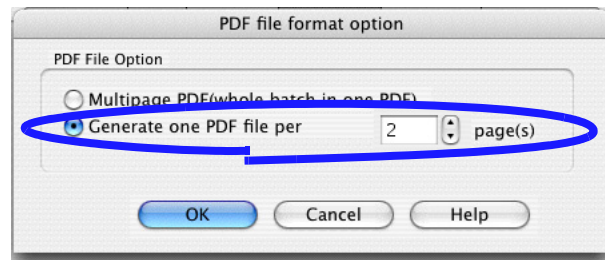 PDF file format option
PDF File Option
Multipage PDF(whole batch in one PDF)
Generate one PDF file per 2 page(s)
OK Cancel Help